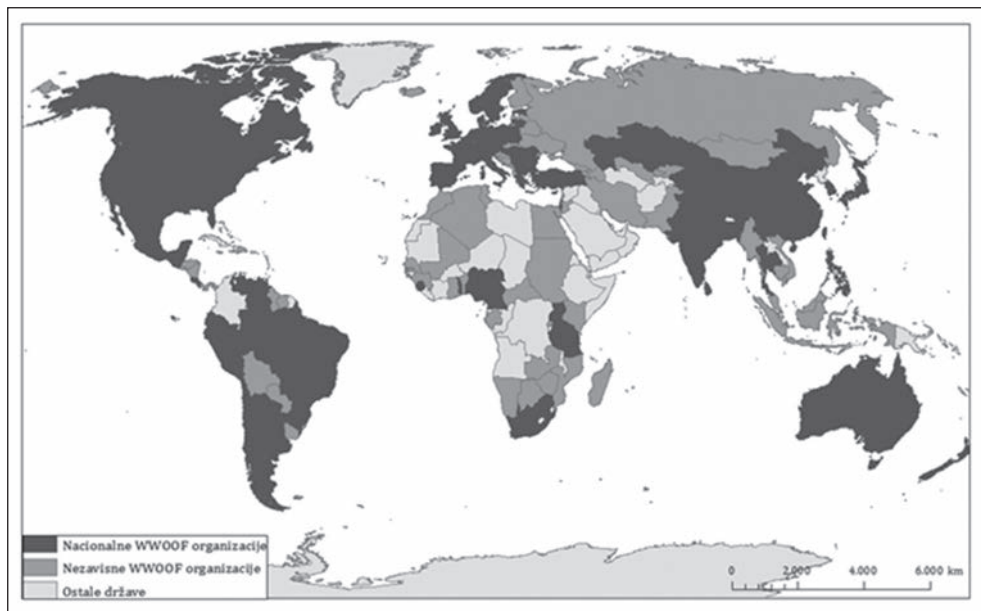 Nacionalne WWOOF organizacije
Nezavisne WWOOF organizacije
Ostale države
0 2.000 4.000 6.000 km